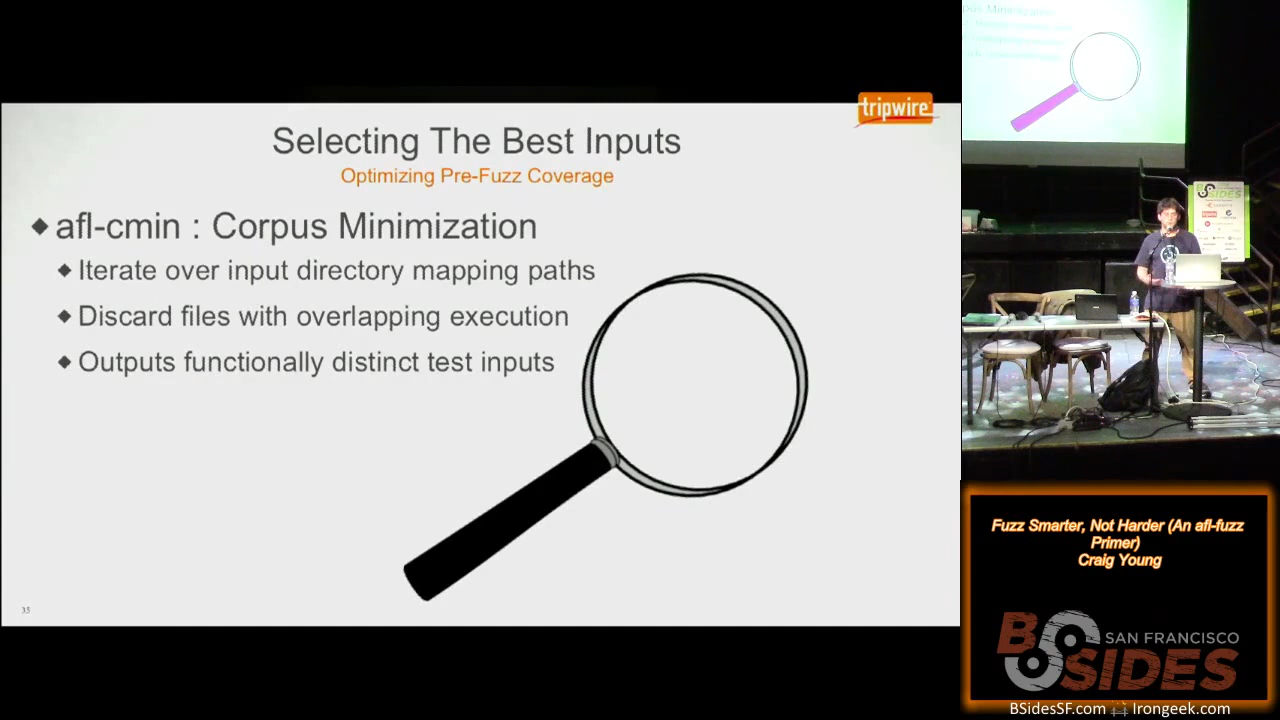 tripwire
Selecting The Best Inputs
Optimizing Pre-Fuzz Coverage
afl-cmin : Corpus Minimization
Iterate over input directory mapping paths
Discard files with overlapping execution
Outputs functionally distinct test inputs
35
BSIDES
Fuzz Smarter, Not Harder (An afl-fuzz
Primer)
Craig Young
BSIDES
SAN FRANCISCO
BSidesSF.com Irongeek.com